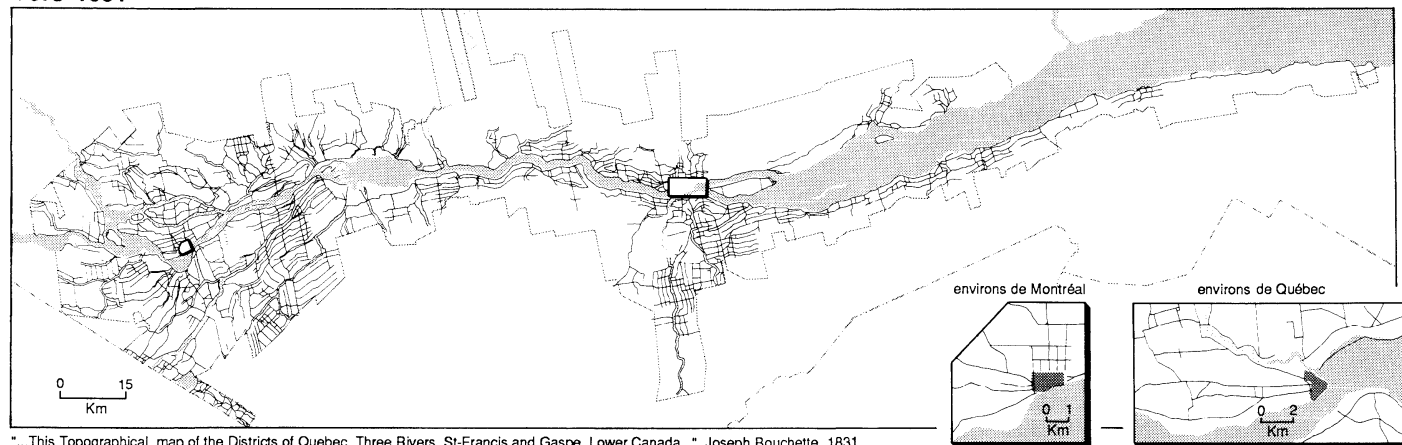 environs de Montréal
environs de Québec
0 15
Km
0 1
Km
0 2
Km
".. This Topographical map of the Districts of Quebec, Three Rivers, St-Francis and Gaspe, Lower Canada..", Joseph Bouchette, 1831